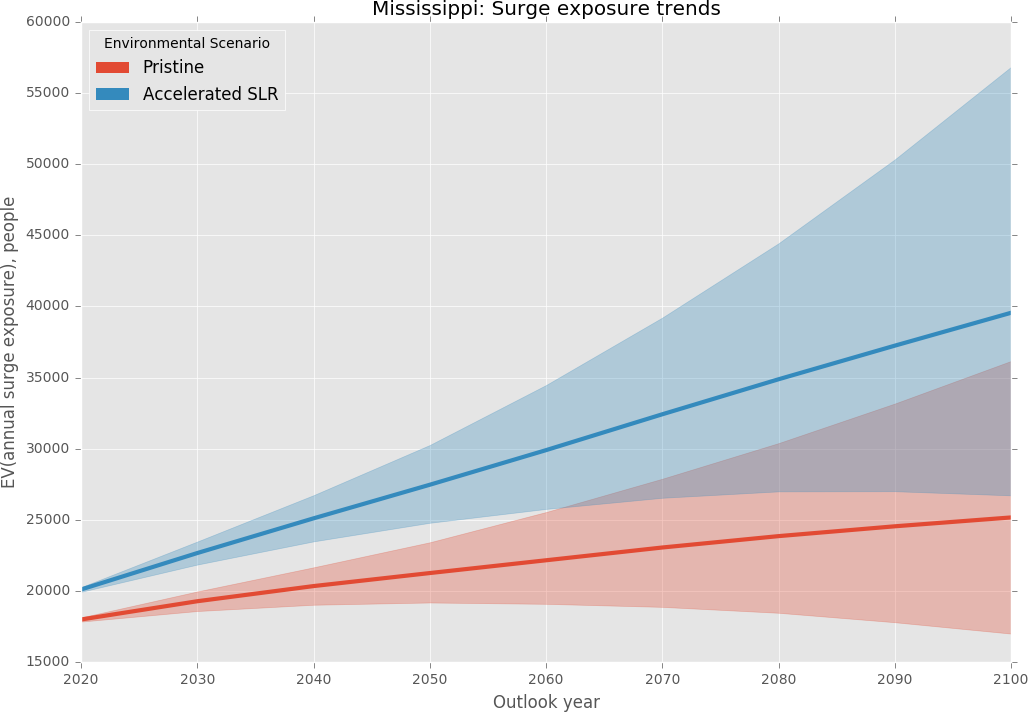 Mississippi: Surge exposure trends
Environmental Scenario
Pristine
Accelerated SLR
EV(annual surge exposure), people
60000
55000
50000
45000
40000
35000
30000
25000
20000
15000
2020 2030 2040 2050 2060 2070 2080 2090 2100
Outlook year